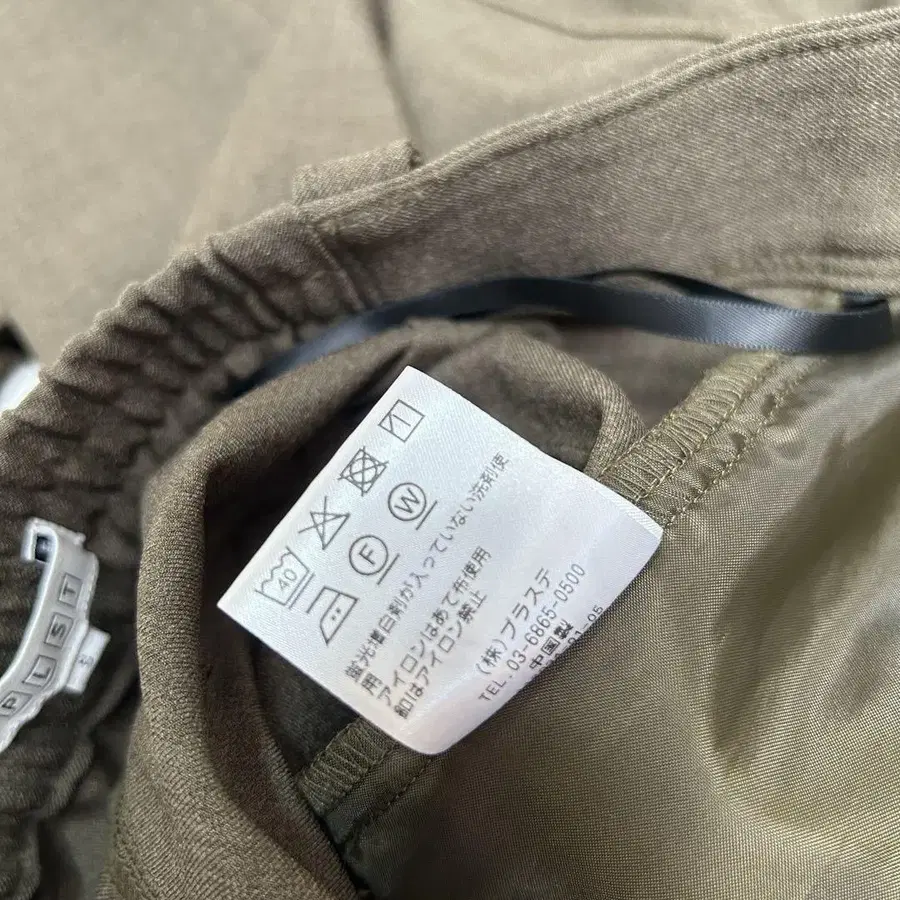 40
F
W
蛍光増白剤が入っていない洗剤使
用
アイロンはあて布使用
釦はアイロン禁止
(株)プラステ
TEL.03-6865-0500
中国製
PLST
S